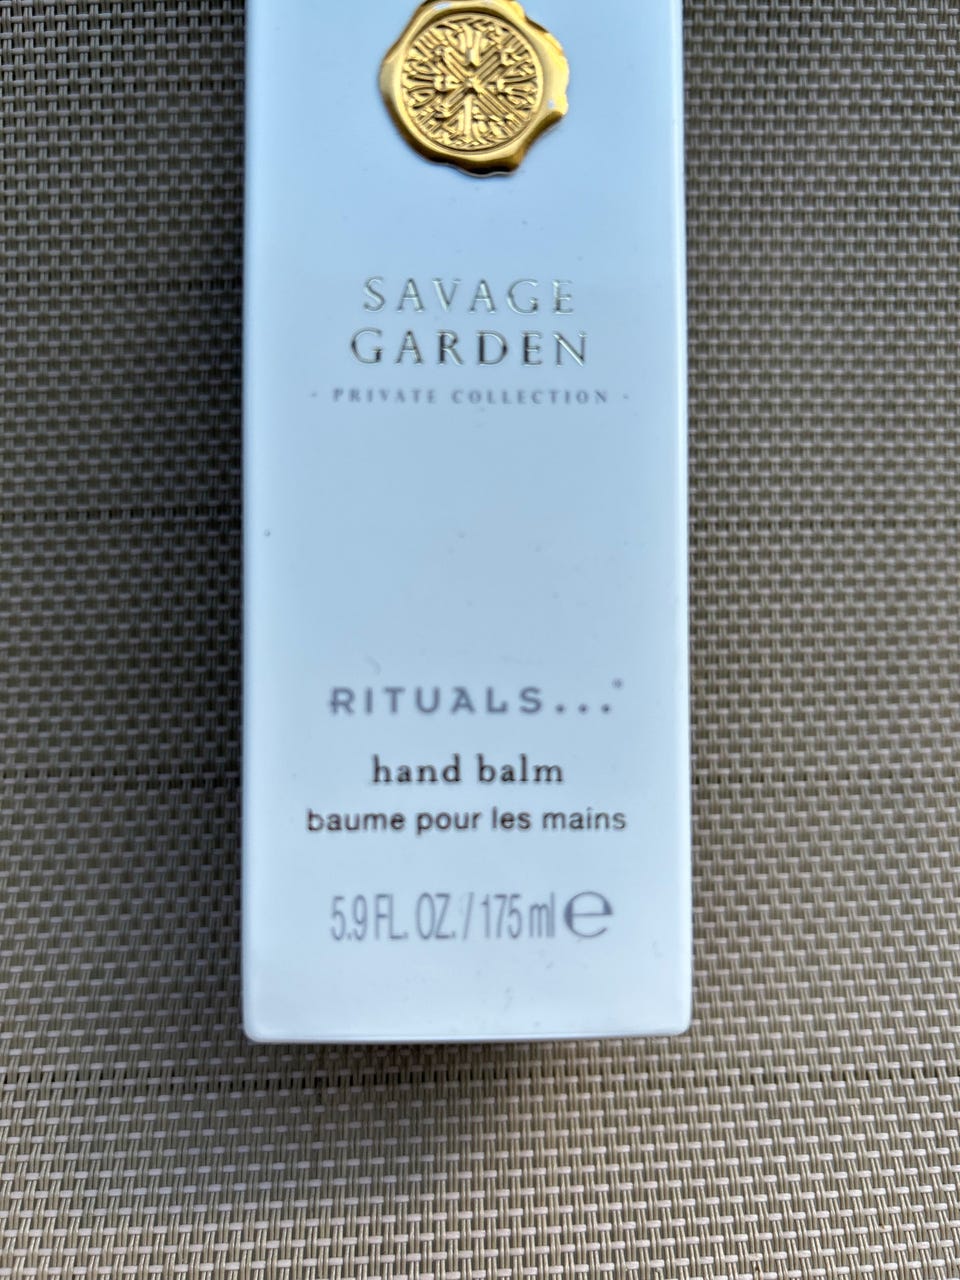 SAVAGE
GARDEN
- PRIVATE COLLECTION -
RITUALS...®
hand balm
baume pour les mains
5.9 FL. OZ. / 175 ml ℮